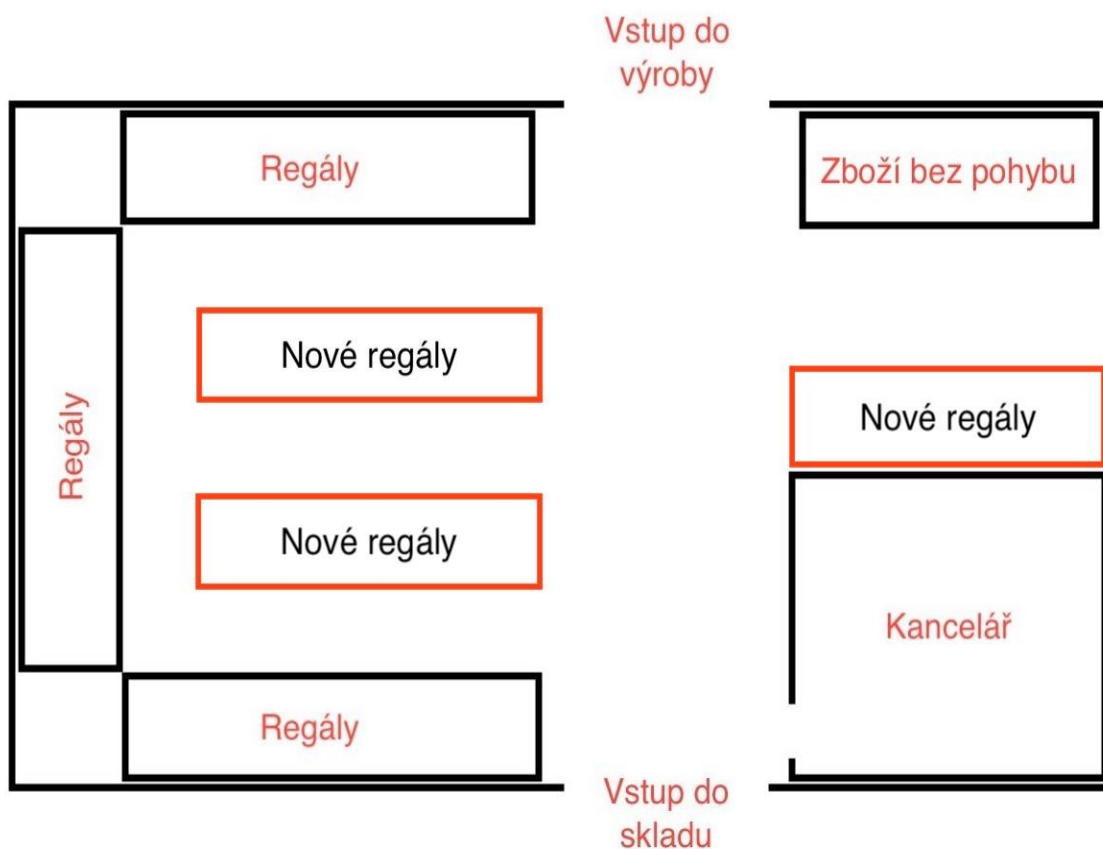 Vstup do
výroby
Regály
Zboží bez pohybu
Nové regály
Nové regály
Regály
Nové regály
Kancelář
Regály
Vstup do
skladu